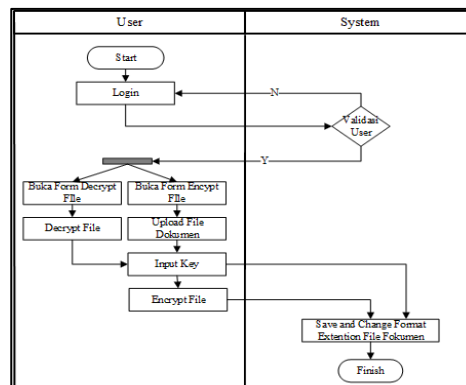 User
System
Start
Login
N
Validasi
User
Y
Buka Form Decrypt
FIle
Buka Form Encypt
FIle
Decrypt File
Upload File
Dokumen
Input Key
Encrypt File
Save and Change Format
Extention File Fokumen
Finish